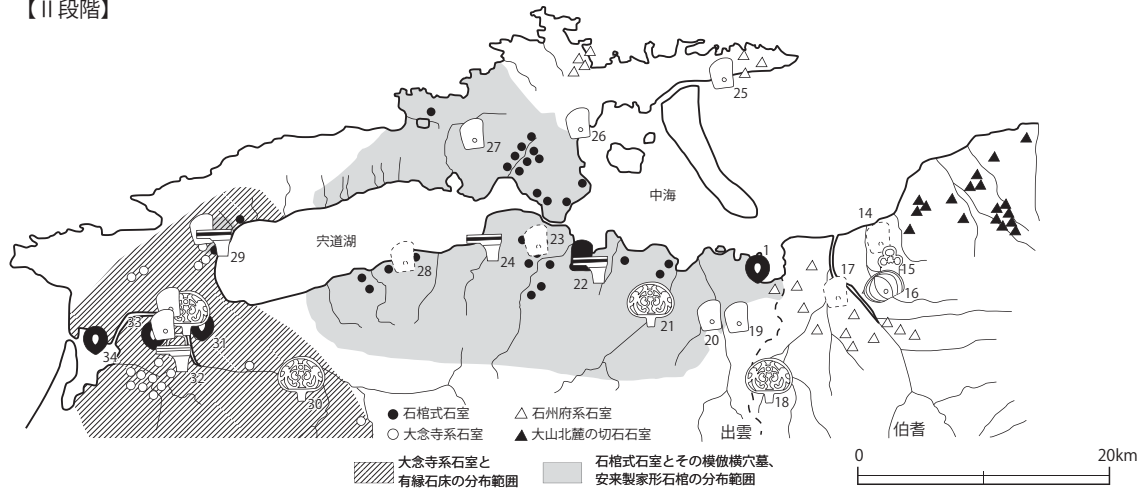 【Ⅱ段階】
25
26
27
中海
14
1
宍道湖
23
15
17
29
24
28
22
16
21
20
19
33
31
34
32
18
30
●石棺式石室
△石州府系石室
○大念寺系石室
▲大山北麓の切石石室
出雲
伯耆
大念寺系石室と
有縁石床の分布範囲
石棺式石室とその模倣横穴墓、
安来製家形石棺の分布範囲
0
20km